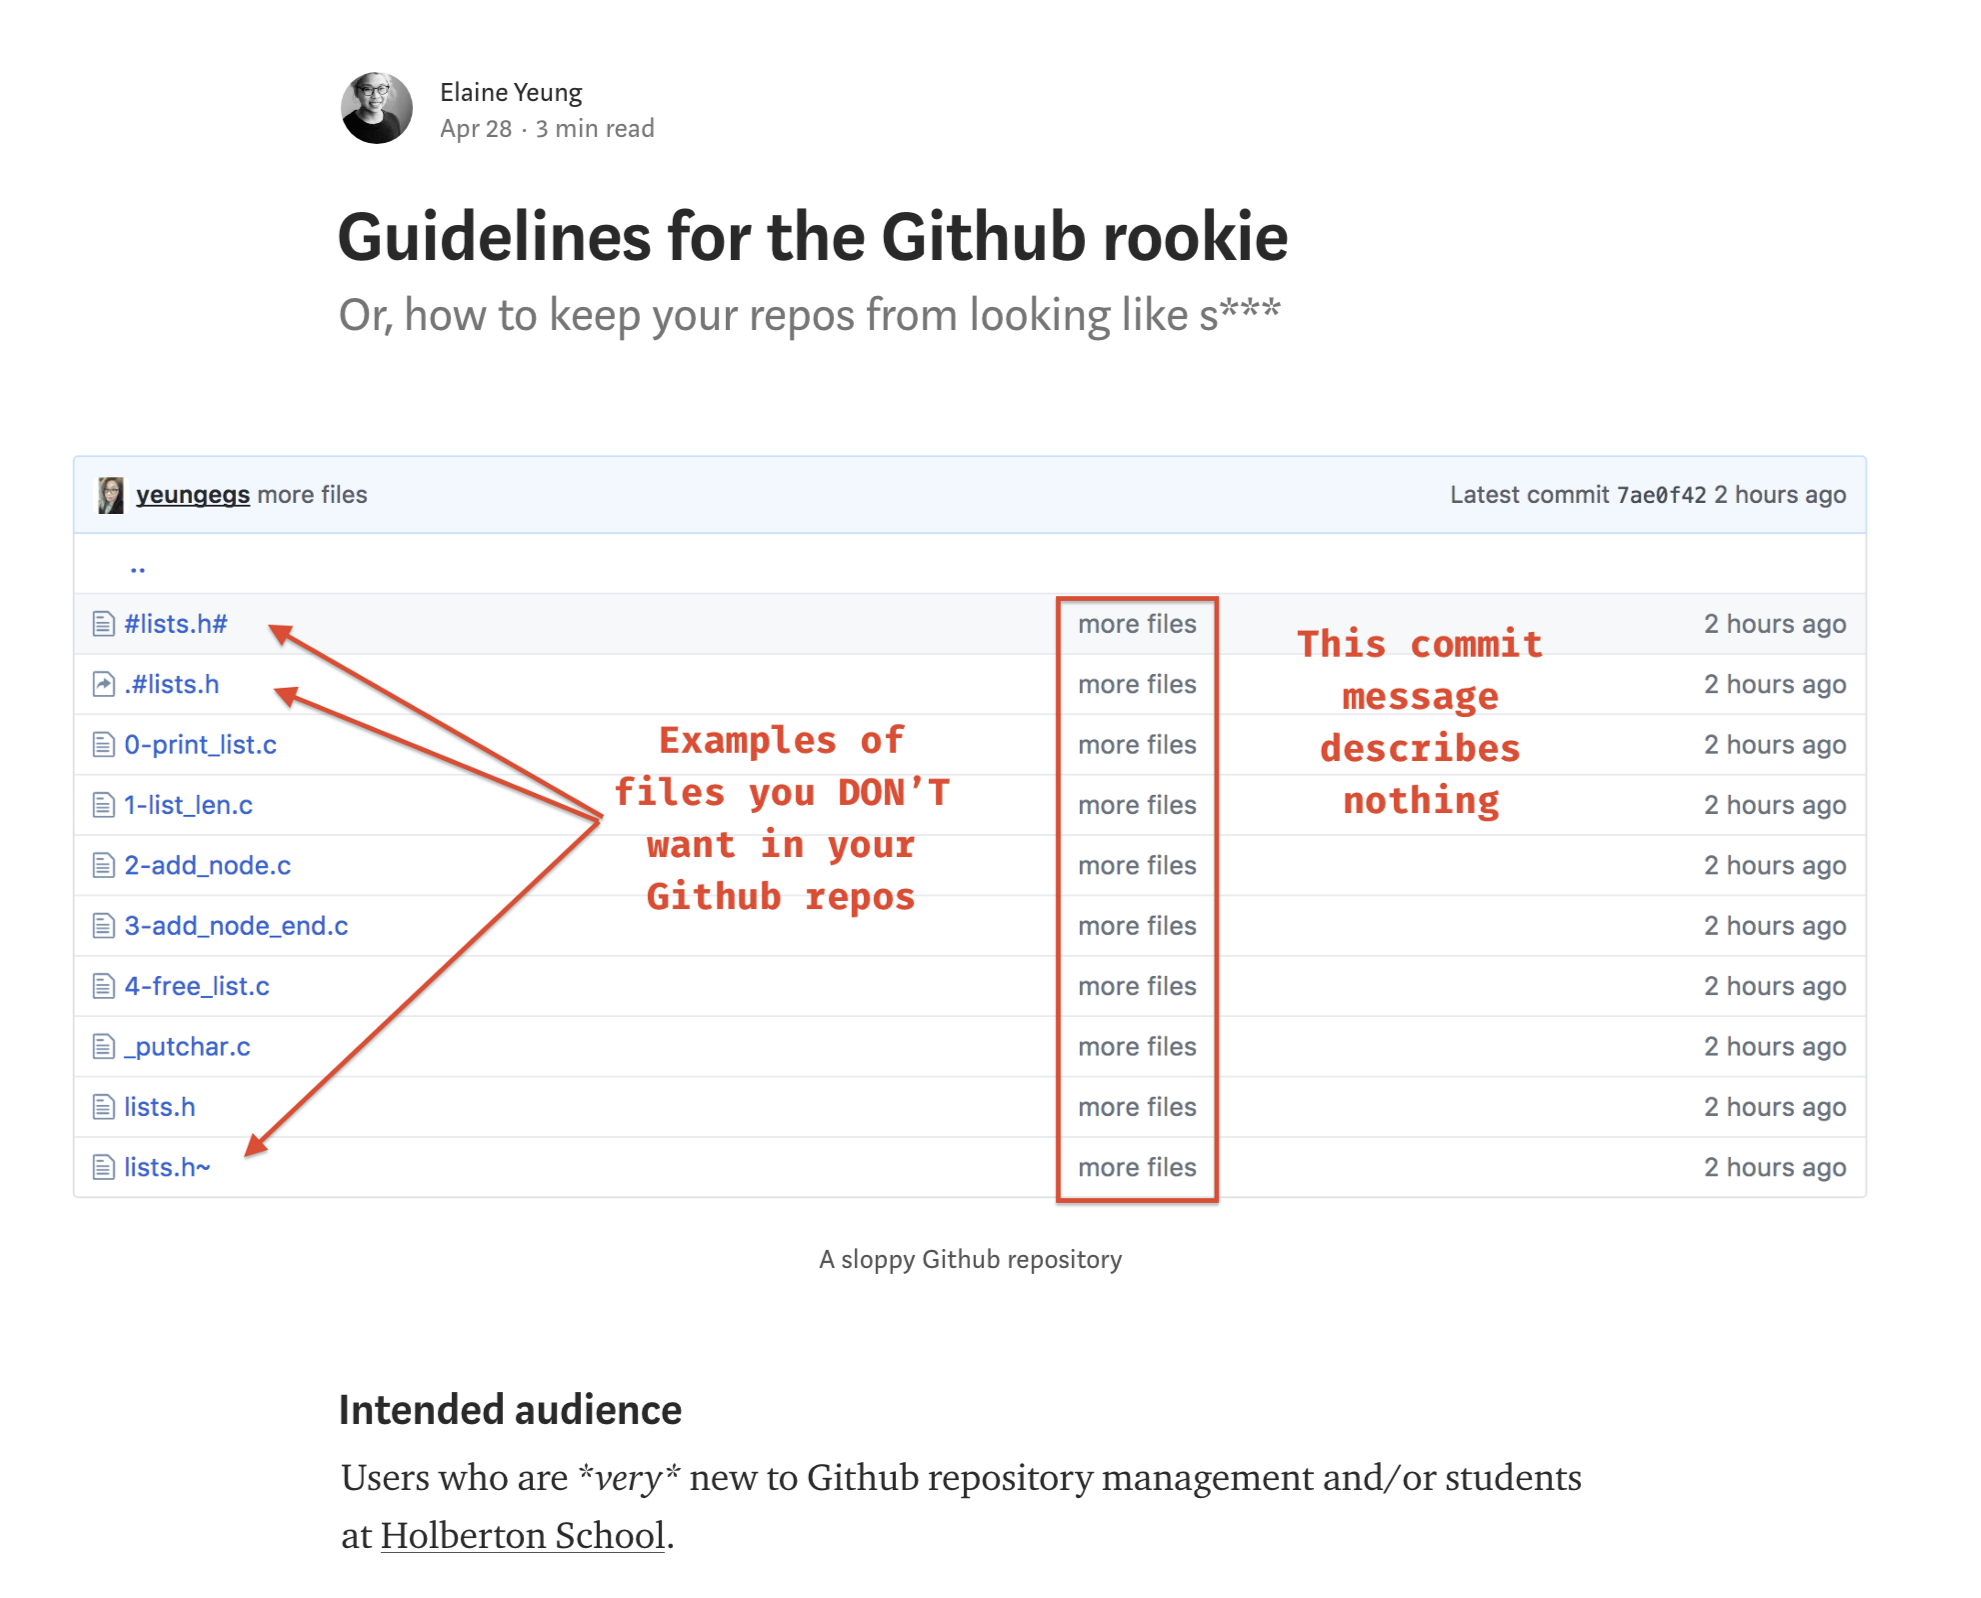 Elaine Yeung
Apr 28 · 3 min read
Guidelines for the Github rookie
Or, how to keep your repos from looking like s***
yeungegs more files Latest commit 7ae0f42 2 hours ago
..
#lists.h# more files 2 hours ago
.#lists.h more files 2 hours ago
0-print_list.c more files 2 hours ago
1-list_len.c more files 2 hours ago
2-add_node.c more files 2 hours ago
3-add_node_end.c more files 2 hours ago
4-free_list.c more files 2 hours ago
_putchar.c more files 2 hours ago
lists.h more files 2 hours ago
lists.h~ more files 2 hours ago
Examples of
files you DON’T
want in your
Github repos
This commit
message
describes
nothing
A sloppy Github repository
Intended audience
Users who are *very* new to Github repository management and/or students
at Holberton School.